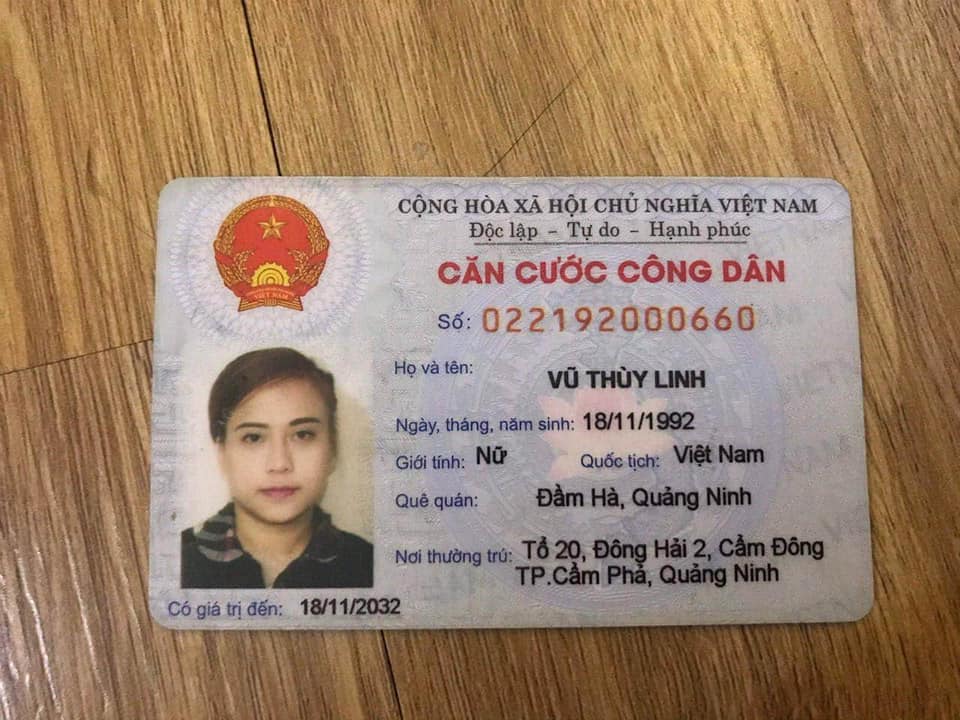 CỘNG HÒA XÃ HỘI CHỦ NGHĨA VIỆT NAM
Độc lập - Tự do - Hạnh phúc
CĂN CƯỚC CÔNG DÂN
Số: 022192000660
Họ và tên: VŨ THÙY LINH
Ngày, tháng, năm sinh: 18/11/1992
Giới tính: Nữ Quốc tịch: Việt Nam
Quê quán: Đầm Hà, Quảng Ninh
Nơi thường trú: Tổ 20, Đông Hải 2, Cẩm Đông
TP.Cẩm Phả, Quảng Ninh
Có giá trị đến: 18/11/2032
VIỆT NAM